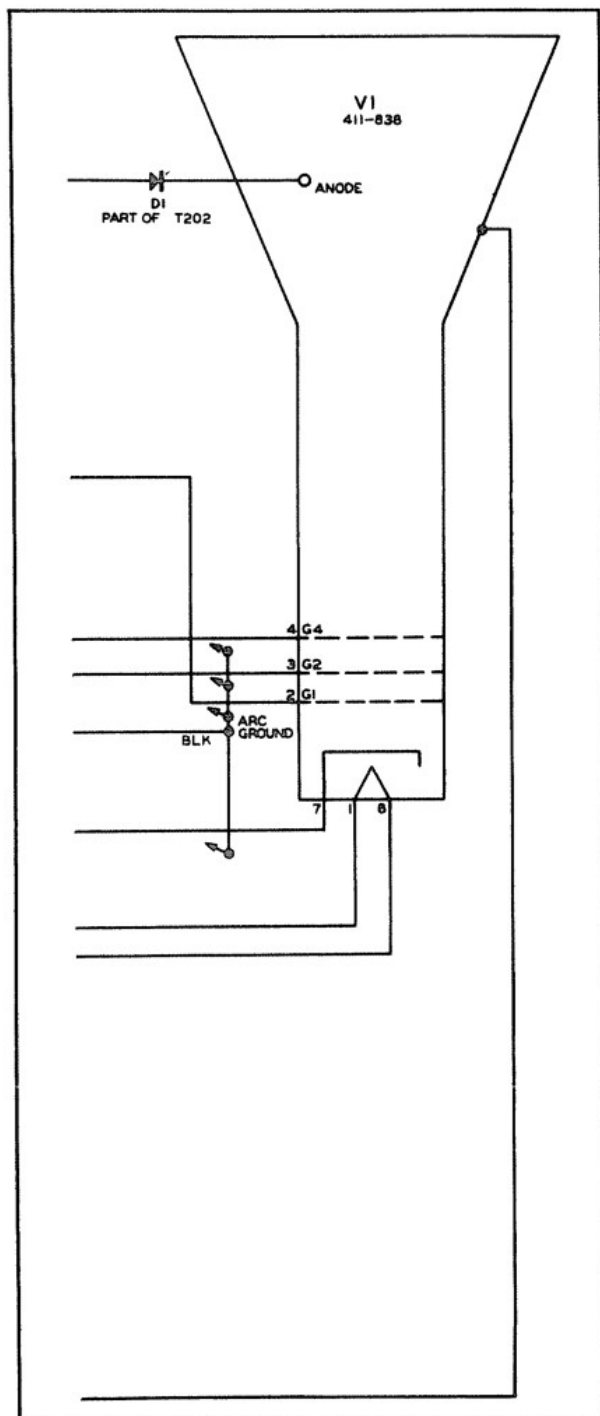 V1
411-838
ANODE
D1
PART OF T202
4 G4
3 G2
2 G1
ARC
GROUND
BLK
7 1 8